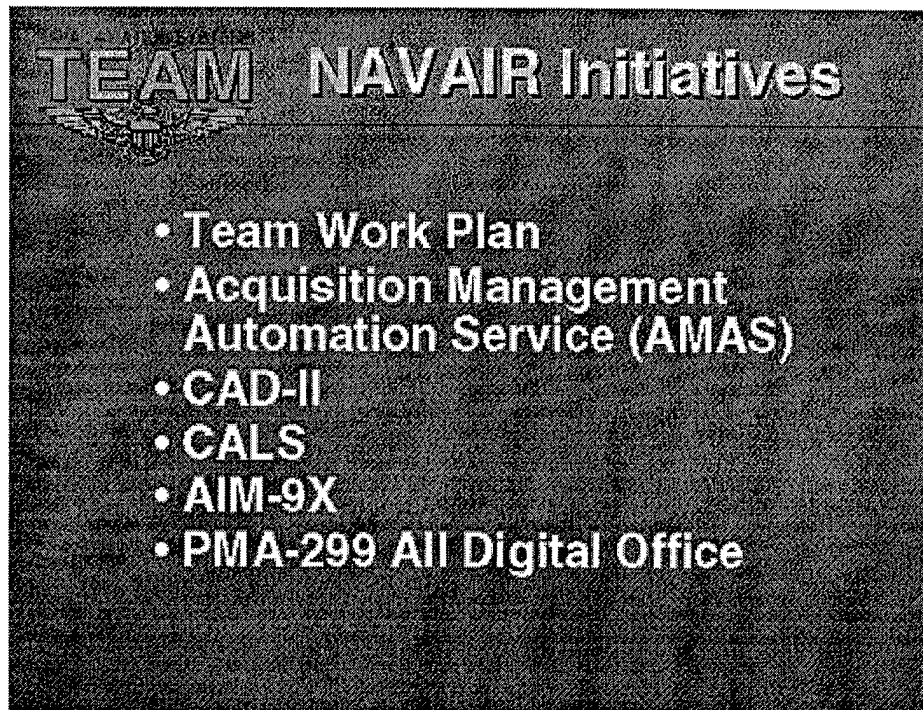 TEAM
NAVAIR Initiatives
• Team Work Plan
• Acquisition Management
Automation Service (AMAS)
• CAD-II
• CALS
• AIM-9X
• PMA-299 All Digital Office